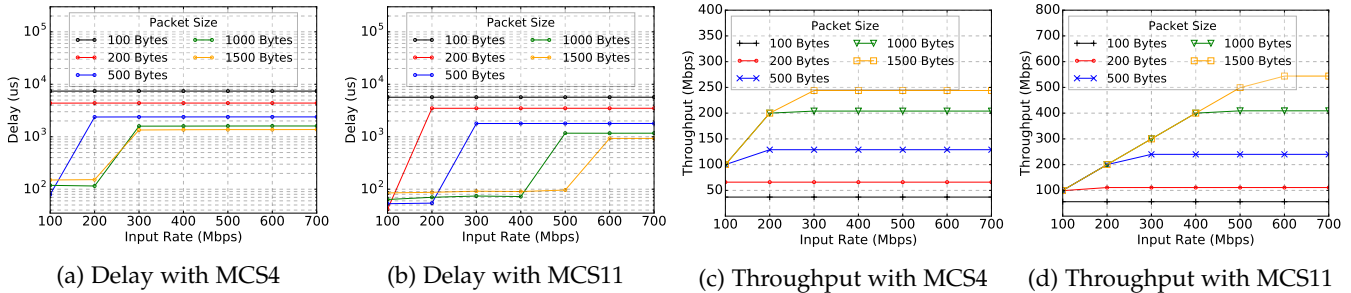 Packet Size
100 Bytes
200 Bytes
500 Bytes
1000 Bytes
1500 Bytes
10^5
10^4
10^3
10^2
Delay (us)
100 200 300 400 500 600 700
Input Rate (Mbps)
(a) Delay with MCS4
Packet Size
100 Bytes
200 Bytes
500 Bytes
1000 Bytes
1500 Bytes
10^5
10^4
10^3
10^2
Delay (us)
100 200 300 400 500 600 700
Input Rate (Mbps)
(b) Delay with MCS11
Packet Size
100 Bytes
200 Bytes
500 Bytes
1000 Bytes
1500 Bytes
400
350
300
250
200
150
100
50
Throughput (Mbps)
100 200 300 400 500 600 700
Input Rate (Mbps)
(c) Throughput with MCS4
Packet Size
100 Bytes
200 Bytes
500 Bytes
1000 Bytes
1500 Bytes
800
700
600
500
400
300
200
100
Throughput (Mbps)
100 200 300 400 500 600 700
Input Rate (Mbps)
(d) Throughput with MCS11